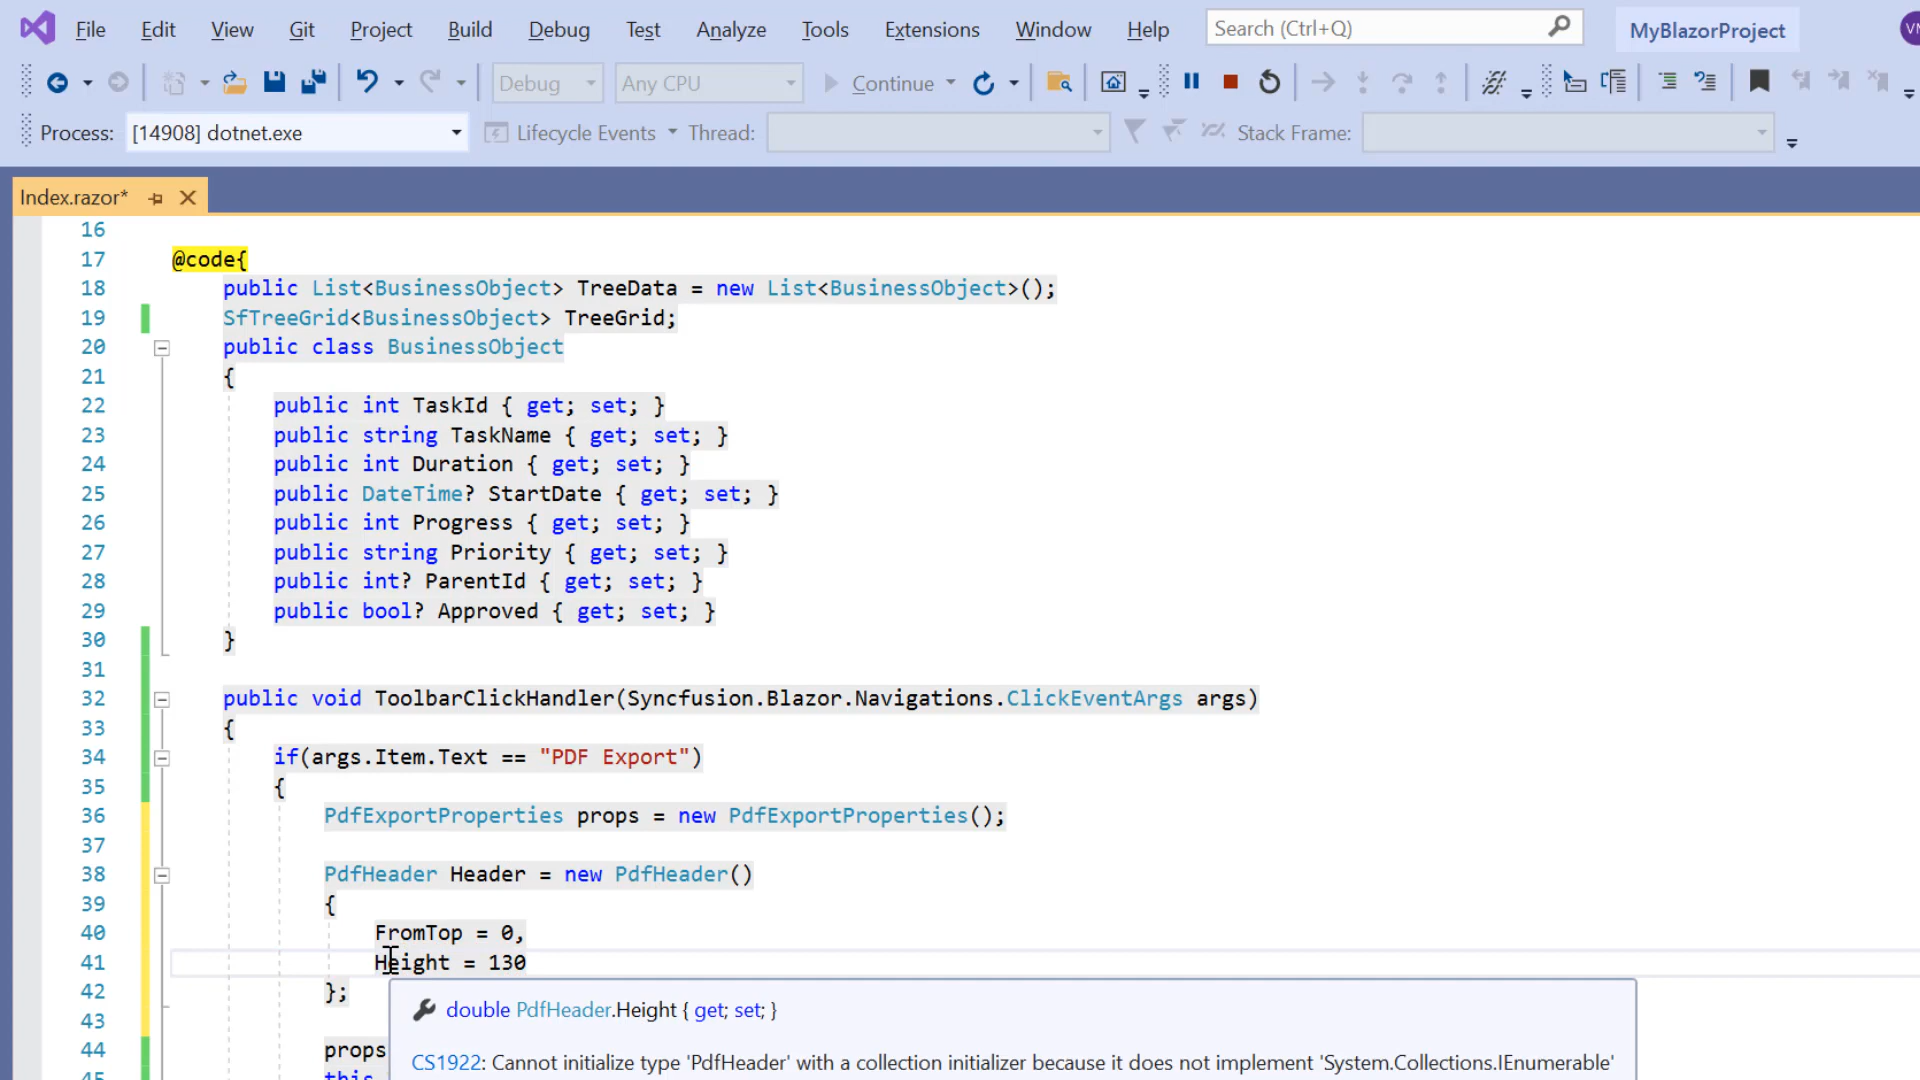 File Edit View Git Project Build Debug Test Analyze Tools Extensions Window Help Search (Ctrl+Q) MyBlazorProject VM
Debug Any CPU Continue
Process: [14908] dotnet.exe Lifecycle Events Thread: Stack Frame:
Index.razor*
16
17 @code{
18 public List<BusinessObject> TreeData = new List<BusinessObject>();
19 SfTreeGrid<BusinessObject> TreeGrid;
20 public class BusinessObject
21 {
22 public int TaskId { get; set; }
23 public string TaskName { get; set; }
24 public int Duration { get; set; }
25 public DateTime? StartDate { get; set; }
26 public int Progress { get; set; }
27 public string Priority { get; set; }
28 public int? ParentId { get; set; }
29 public bool? Approved { get; set; }
30 }
31
32 public void ToolbarClickHandler(Syncfusion.Blazor.Navigations.ClickEventArgs args)
33 {
34 if(args.Item.Text == "PDF Export")
35 {
36 PdfExportProperties props = new PdfExportProperties();
37
38 PdfHeader Header = new PdfHeader()
39 {
40 FromTop = 0,
41 Height = 130
42 };
double PdfHeader.Height { get; set; }
43
44 props
CS1922: Cannot initialize type 'PdfHeader' with a collection initializer because it does not implement 'System.Collections.IEnumerable'
45 this